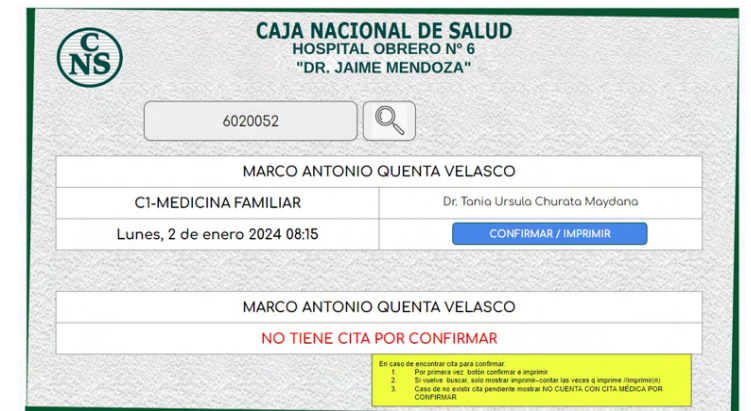 CNS
CAJA NACIONAL DE SALUD
HOSPITAL OBRERO Nº 6
"DR. JAIME MENDOZA"
6020052
MARCO ANTONIO QUENTA VELASCO
C1-MEDICINA FAMILIAR
Dr. Tania Ursula Churata Maydana
Lunes, 2 de enero 2024 08:15
CONFIRMAR / IMPRIMIR
MARCO ANTONIO QUENTA VELASCO
NO TIENE CITA POR CONFIRMAR
En caso de encontrar cita para confirmar.
1. Por primera vez botón confirmar e imprimir
2. Si vuelve buscar, solo mostrar imprimir--contar las veces q imprime //imprimir(n)
3. Caso de no existir cita pendiente mostrar NO CUENTA CON CITA MÉDICA POR
CONFIRMAR